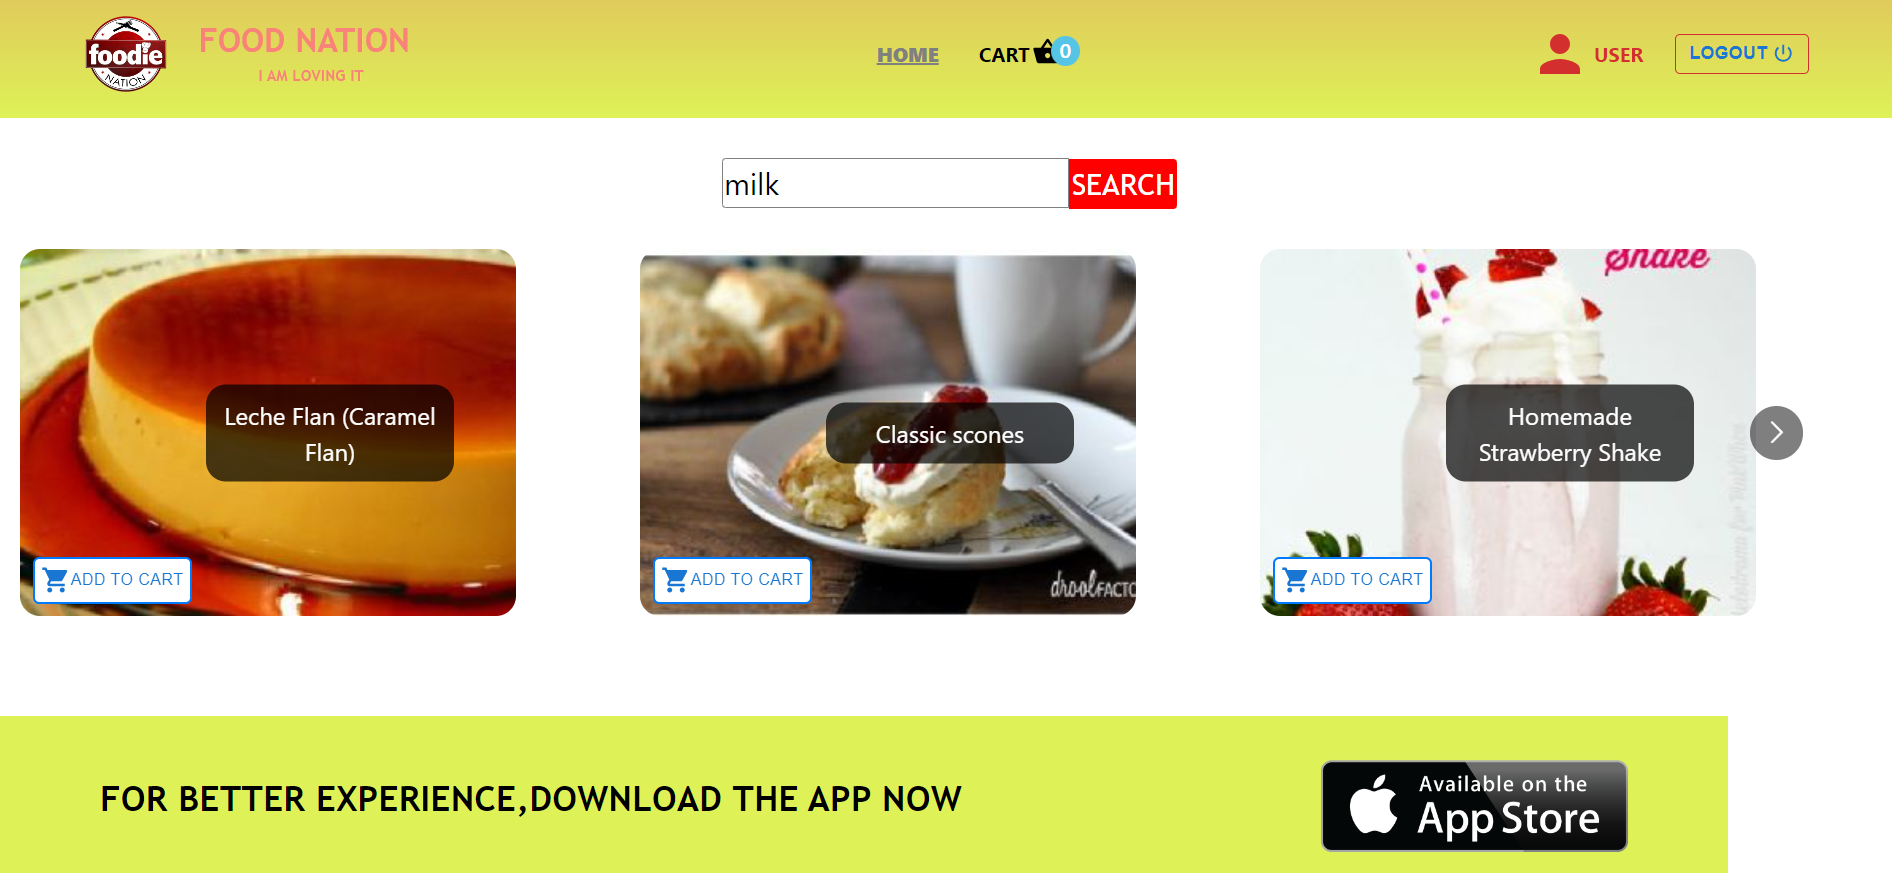 foodie
NATION
FOOD NATION
I AM LOVING IT
HOME
CART
0
USER
LOGOUT
milk
SEARCH
Leche Flan (Caramel
Flan)
ADD TO CART
Classic scones
droolFACTO
ADD TO CART
Shake
Homemade
Strawberry Shake
ADD TO CART
FOR BETTER EXPERIENCE,DOWNLOAD THE APP NOW
Available on the
App Store